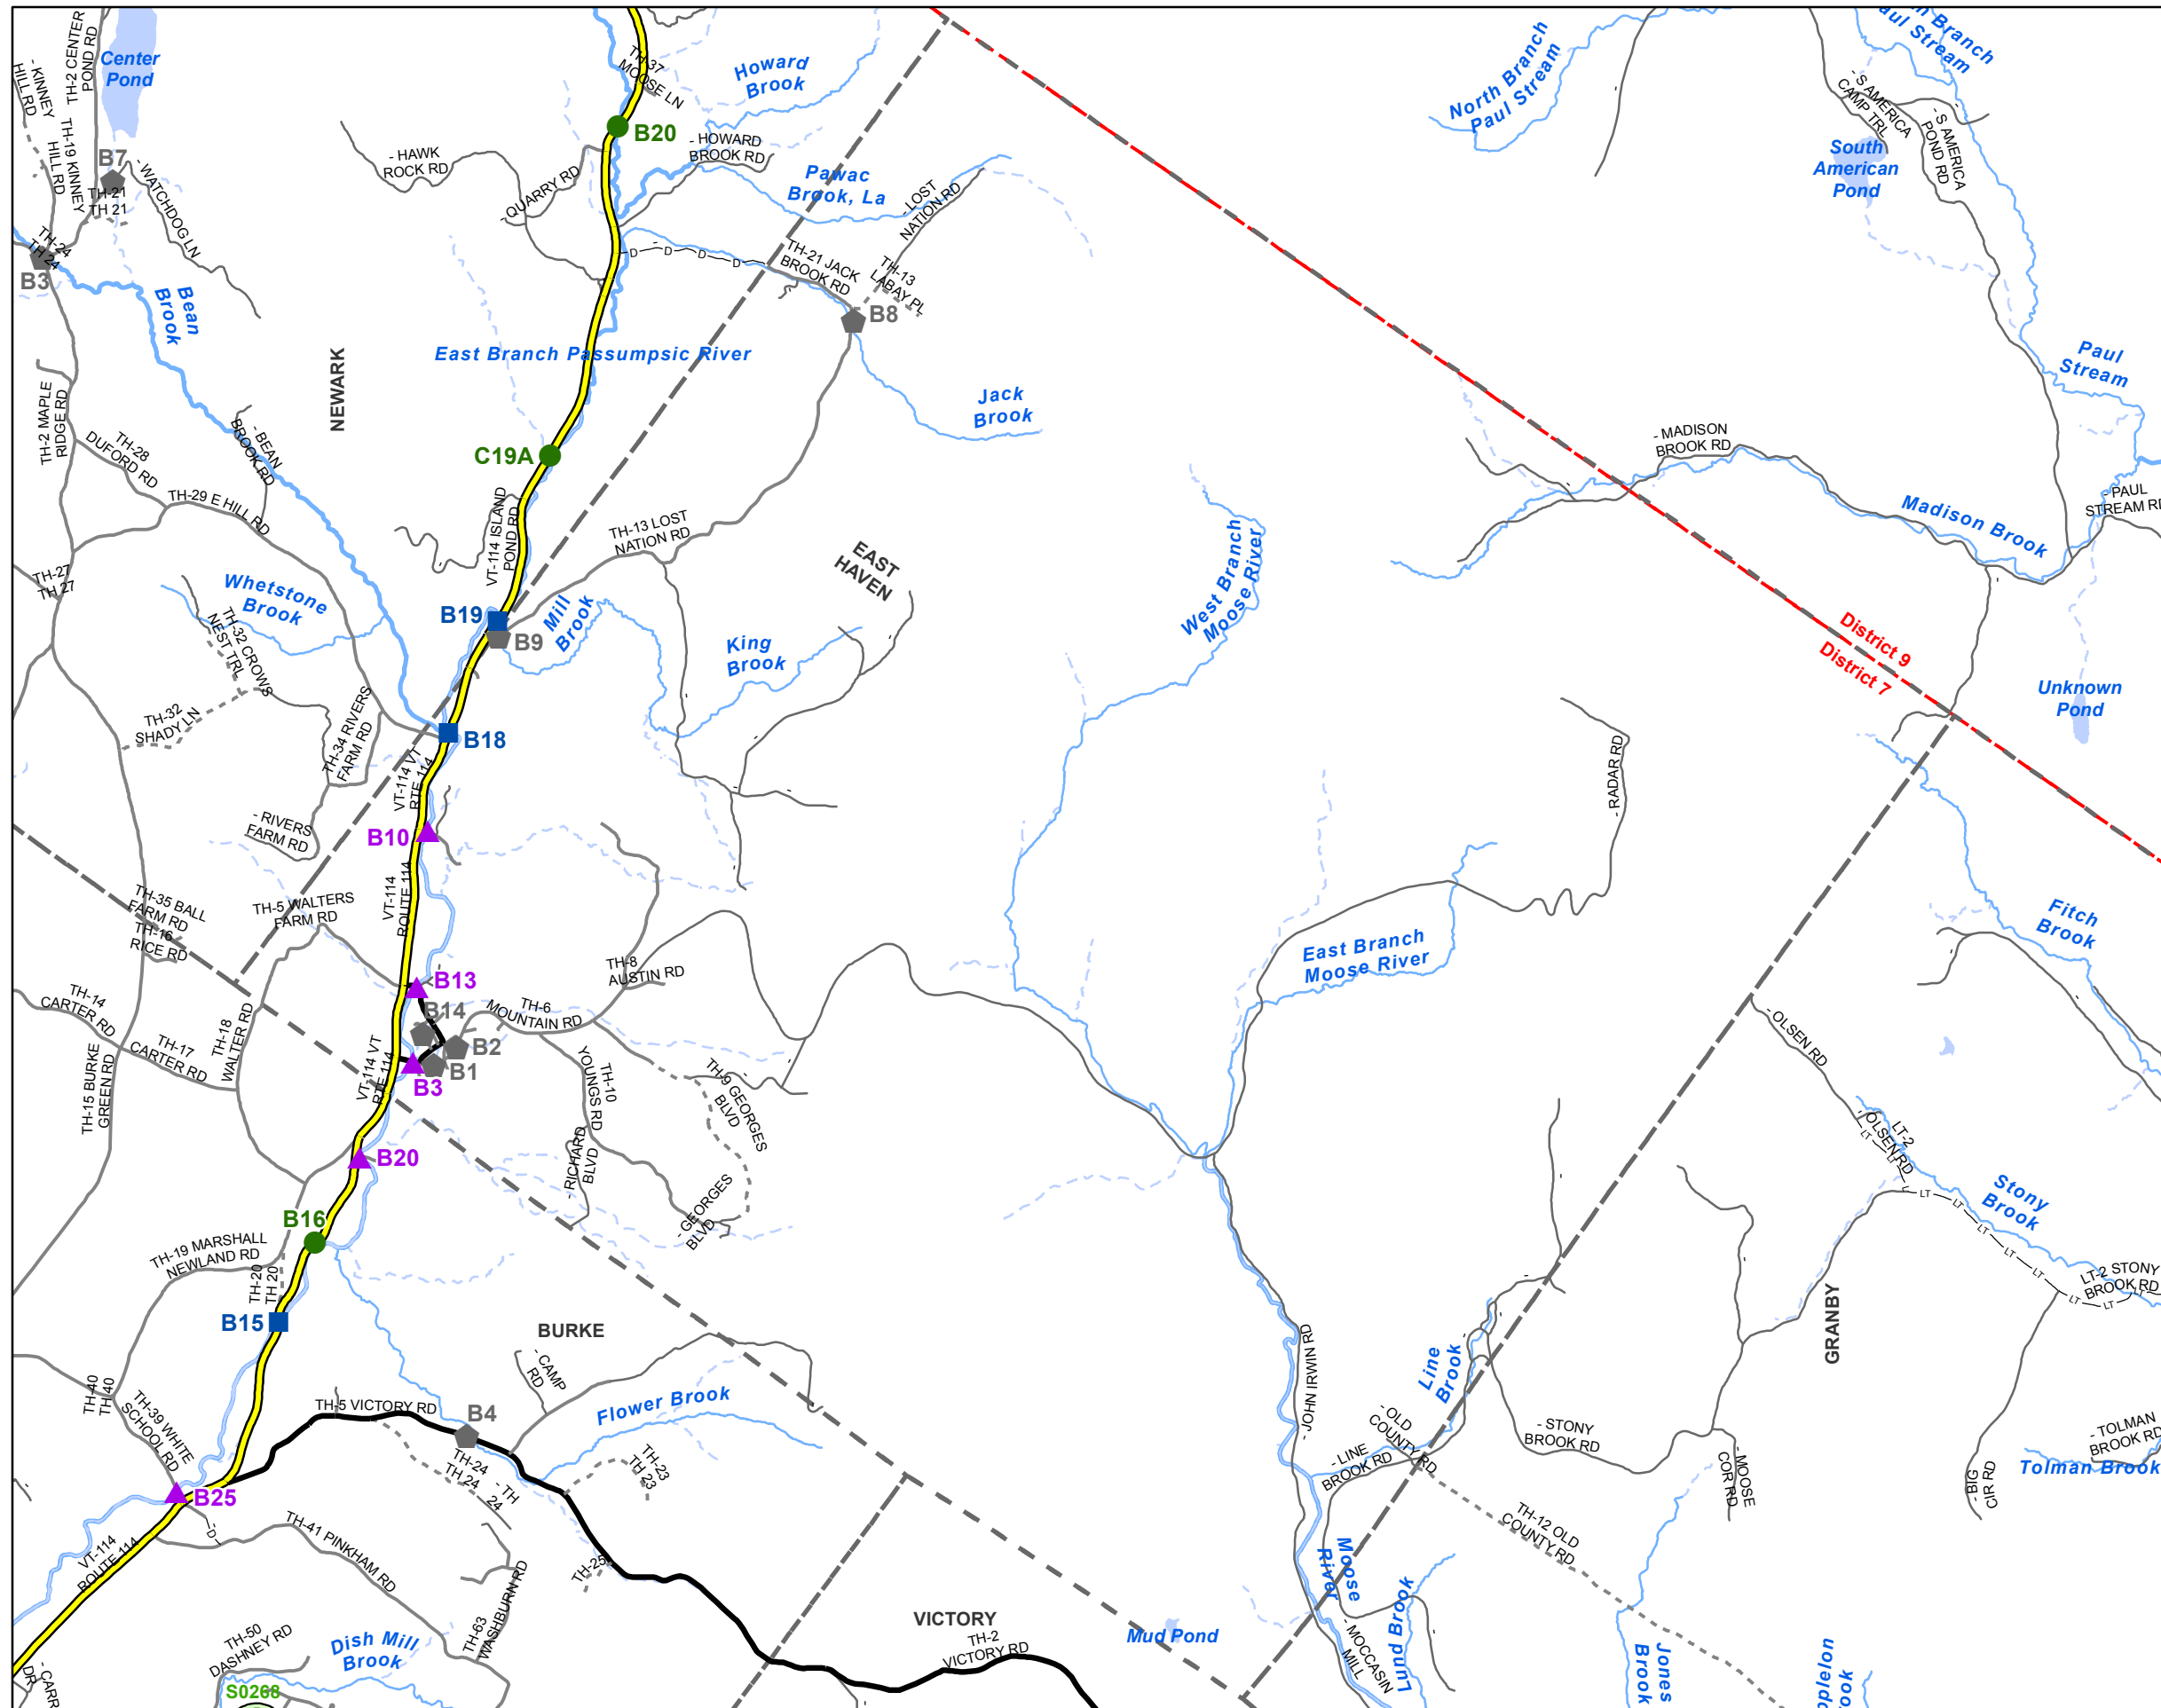 TH-2 CENTER
POND RD
- KINNEY
HILL RD
Center
Pond
TH-37
MOOSE LN
Howard
Brook
North Branch
Paul Stream
Branch
Paul Stream
- S AMERICA
CAMP TRL
- S AMERICA
POND RD
South
American
Pond
B20
- HOWARD
BROOK RD
- HAWK
ROCK RD
TH-19 KINNEY
HILL RD
B7
TH-21
TH 21
- WATCHDOG LN
- QUARRY RD
Pawac
Brook, La
- LOST
NATION RD
TH-24
TH 24
B3
D
D
D
D
TH-21 JACK
BROOK RD
TH-13
LABAY PL
B8
Bean
Brook
NEWARK
East Branch Passumpsic River
Jack
Brook
Paul
Stream
TH-2 MAPLE
RIDGE RD
TH-28
DUFORD RD
- BEAN
BROOK RD
C19A
- MADISON
BROOK RD
TH-29 E HILL RD
VT-114 ISLAND
POND RD
TH-13 LOST
NATION RD
Madison Brook
- PAUL
STREAM RD
EAST
HAVEN
West Branch
Moose River
TH-27
TH 27
Whetstone
Brook
TH-32 CROWS
NEST TRL
B19
B9
Mill
Brook
King
Brook
District 9
District 7
Unknown
Pond
TH-32
SHADY LN
TH-34 RIVERS
FARM RD
B18
VT-114 VT
RTE 114
- RADAR RD
- RIVERS
FARM RD
B10
TH-35 BALL
FARM RD
TH-16
RICE RD
TH-5 WALTERS
FARM RD
VT-114
ROUTE 114
Fitch
Brook
East Branch
Moose River
TH-8
AUSTIN RD
B13
TH-14
CARTER RD
B14
TH-6
MOUNTAIN RD
- OLSEN RD
TH-18
WALTER RD
TH-17
CARTER RD
B2
B1
B3
VT-114 VT
RTE 114
TH-15 BURKE
GREEN RD
TH-10
YOUNGS RD
TH-9 GEORGES
BLVD
LT-2
- OLSEN RD
LT
L
B20
- RICHARD
BLVD
- GEORGES
BLVD
Stony
Brook
LT
LT
LT
LT
LT
LT
LT
LT
B16
TH-19 MARSHALL
NEWLAND RD
TH-20
TH 20
LT-2 STONY
BROOK RD
B15
BURKE
GRANBY
- JOHN IRWIN RD
Line
Brook
- CAMP
RD
TH-40
TH 40
TH-39 WHITE
SCHOOL RD
TH-5 VICTORY RD
B4
Flower Brook
- OLD
COUNTY RD
- STONY
BROOK RD
- TOLMAN
BROOK RD
Tolman Brook
TH-24
TH 24
- TH
24
TH-23
TH 23
- LINE
BROOK RD
- MOOSE
COR RD
- BIG
CIR RD
B25
D
VT-114
ROUTE 114
TH-41 PINKHAM RD
TH-25
TH-12 OLD
COUNTY RD
Moose
River
TH-63
WASHBURN RD
VICTORY
TH-2
VICTORY RD
Mud Pond
Lund Brook
- MOCCASIN
MILL
Jones
Brook
TH-50
DASHNEY RD
Dish Mill
Brook
S0268
- CARR
DR